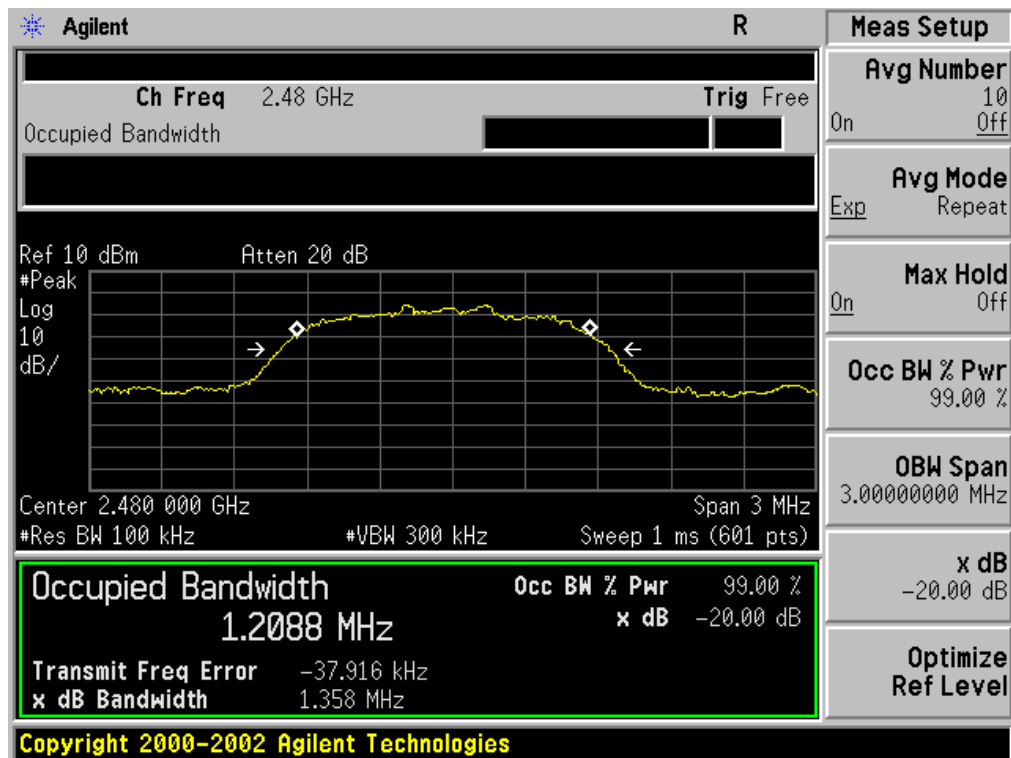 Agilent R Meas Setup
Ch Freq 2.48 GHz Trig Free
Occupied Bandwidth
Ref 10 dBm Atten 20 dB
#Peak
Log
10
dB/
Center 2.480 000 GHz Span 3 MHz
#Res BW 100 kHz #VBW 300 kHz Sweep 1 ms (601 pts)
Occupied Bandwidth Occ BW % Pwr 99.00 %
1.2088 MHz x dB -20.00 dB
Transmit Freq Error -37.916 kHz
x dB Bandwidth 1.358 MHz
Avg Number
10
On Off
Avg Mode
Exp Repeat
Max Hold
On Off
Occ BW % Pwr
99.00 %
OBW Span
3.00000000 MHz
x dB
-20.00 dB
Optimize
Ref Level
Copyright 2000-2002 Agilent Technologies